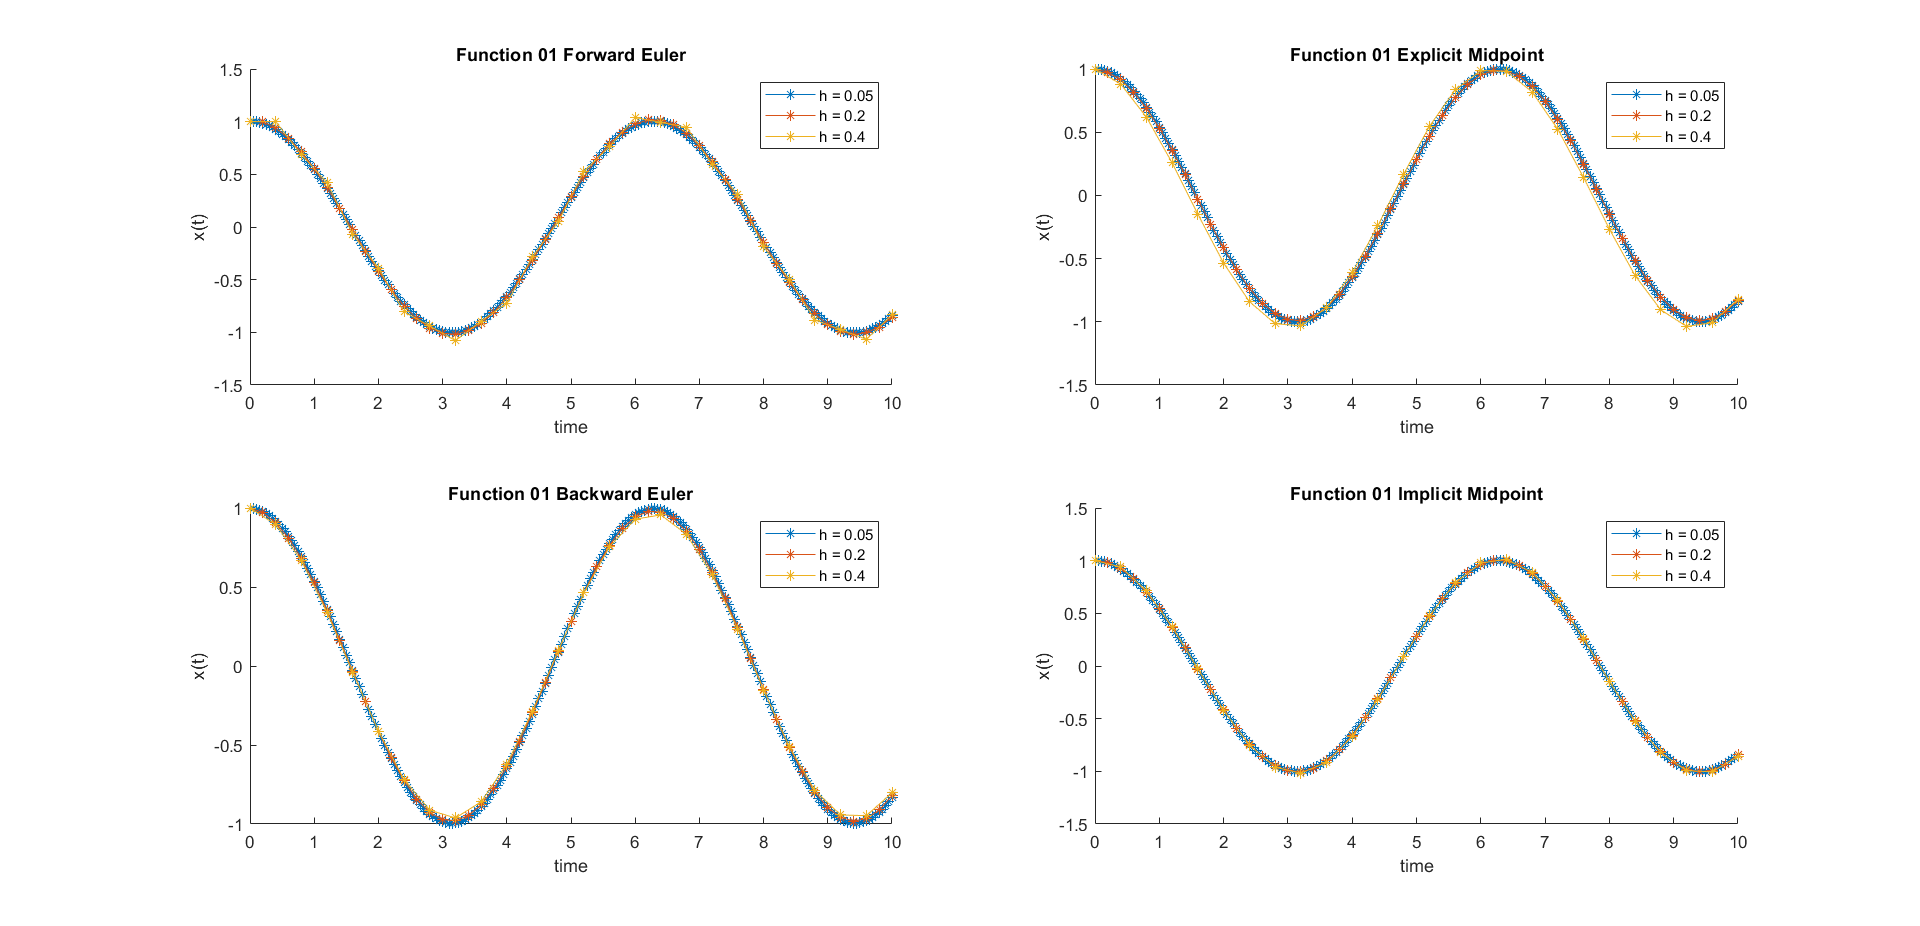 Function 01 Forward Euler
1.5
1
0.5
0
-0.5
-1
-1.5
x(t)
h = 0.05
h = 0.2
h = 0.4
0 1 2 3 4 5 6 7 8 9 10
time
Function 01 Explicit Midpoint
1
0.5
0
-0.5
-1
-1.5
x(t)
h = 0.05
h = 0.2
h = 0.4
0 1 2 3 4 5 6 7 8 9 10
time
Function 01 Backward Euler
1
0.5
0
-0.5
-1
x(t)
h = 0.05
h = 0.2
h = 0.4
0 1 2 3 4 5 6 7 8 9 10
time
Function 01 Implicit Midpoint
1.5
1
0.5
0
-0.5
-1
-1.5
x(t)
h = 0.05
h = 0.2
h = 0.4
0 1 2 3 4 5 6 7 8 9 10
time